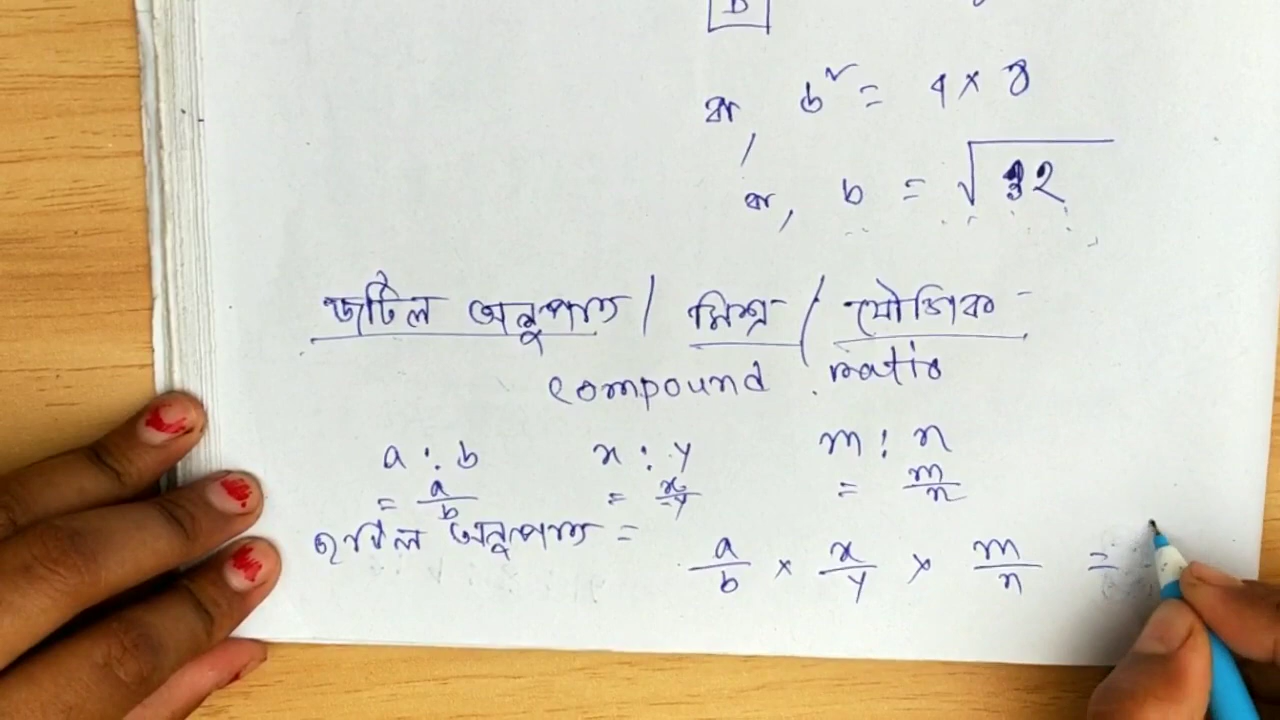 b
বা, b² = 4 × 8
বা, b = √32
জটিল অনুপাত / মিশ্র / যৌগিক
compound ratio
a : b x : y m : n
= a/b = x/y = m/n
জটিল অনুপাত = a/b × x/y × m/n =